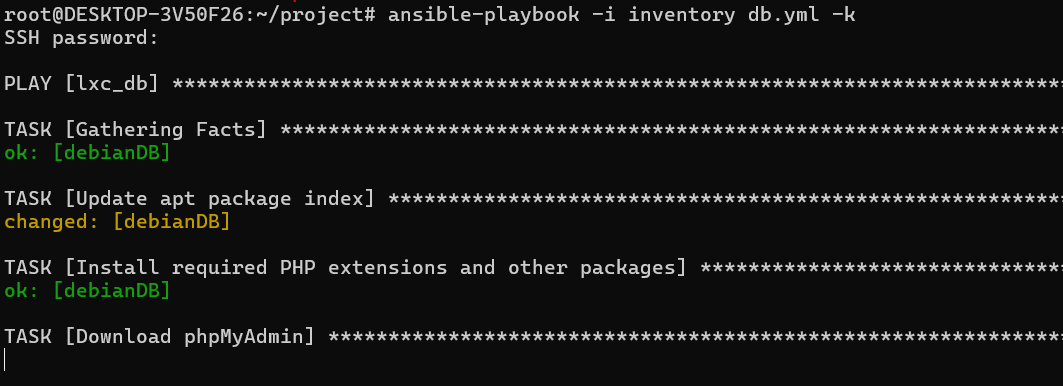 root@DESKTOP-3V50F26:~/project# ansible-playbook -i inventory db.yml -k
SSH password:
PLAY [lxc_db] **************************************************************************
TASK [Gathering Facts] *****************************************************************
ok: [debianDB]
TASK [Update apt package index] ********************************************************
changed: [debianDB]
TASK [Install required PHP extensions and other packages] ******************************
ok: [debianDB]
TASK [Download phpMyAdmin] *************************************************************